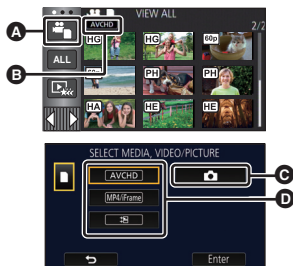 VIEW ALL
AVCHD
2/2
A
HG HG 60p
ALL
B
60p PH PH
HA HE HE
SELECT MEDIA, VIDEO/PICTURE
AVCHD
C
MP4/iFrame
D
Enter